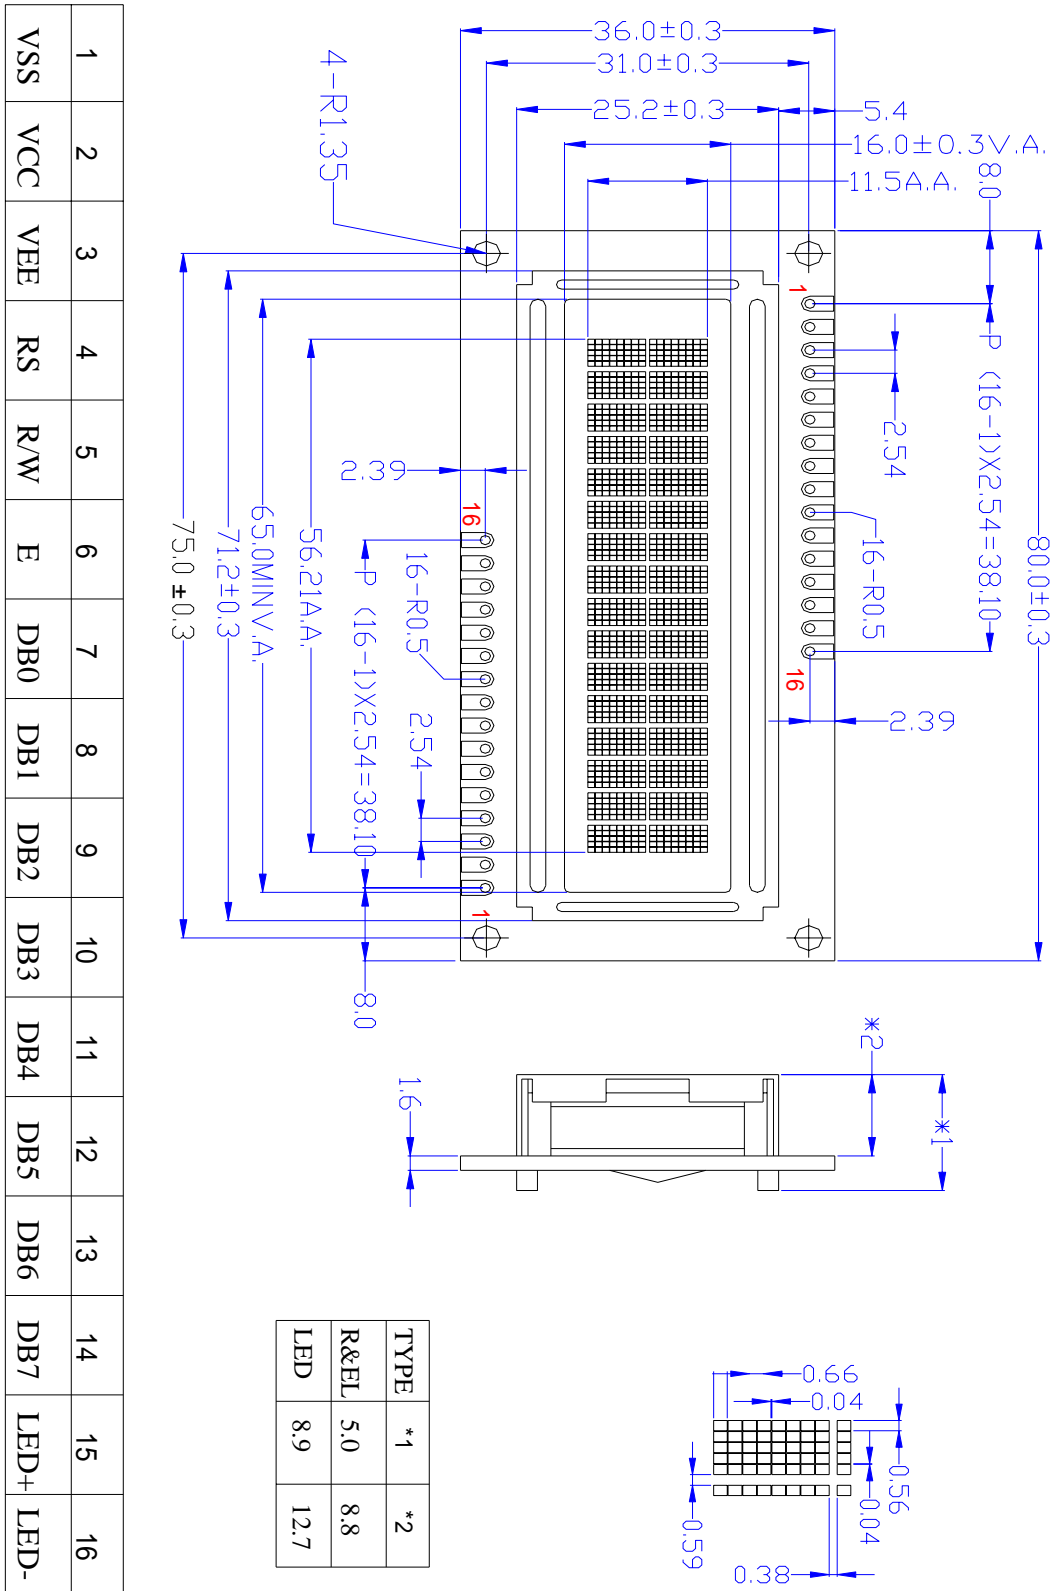 36.0±0.3
31.0±0.3
25.2±0.3
5.4
16.0±0.3V.A.
11.5A.A.
4-R1.35
8.0
P (16-1)X2.54=38.10
80.0±0.3
2.54
16-R0.5
1
16
2.39
2.39
16
16-R0.5
2.54
P (16-1)X2.54=38.10
1
8.0
56.21A.A.
65.0MINV.A.
71.2±0.3
75.0±0.3
*2
*1
1.6
0.66
0.04
0.56
0.04
0.59
0.38
TYPE *1 *2
R&EL 5.0 8.8
LED 8.9 12.7
1 2 3 4 5 6 7 8 9 10 11 12 13 14 15 16
VSS VCC VEE RS R/W E DB0 DB1 DB2 DB3 DB4 DB5 DB6 DB7 LED+ LED-